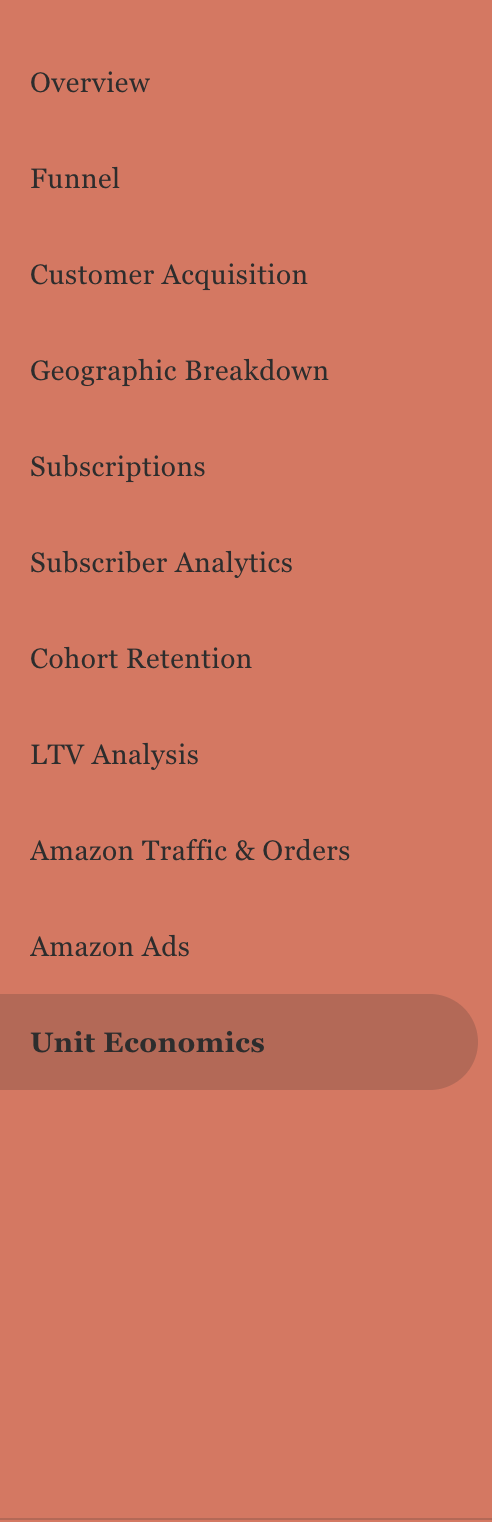 Overview
Funnel
Customer Acquisition
Geographic Breakdown
Subscriptions
Subscriber Analytics
Cohort Retention
LTV Analysis
Amazon Traffic & Orders
Amazon Ads
Unit Economics